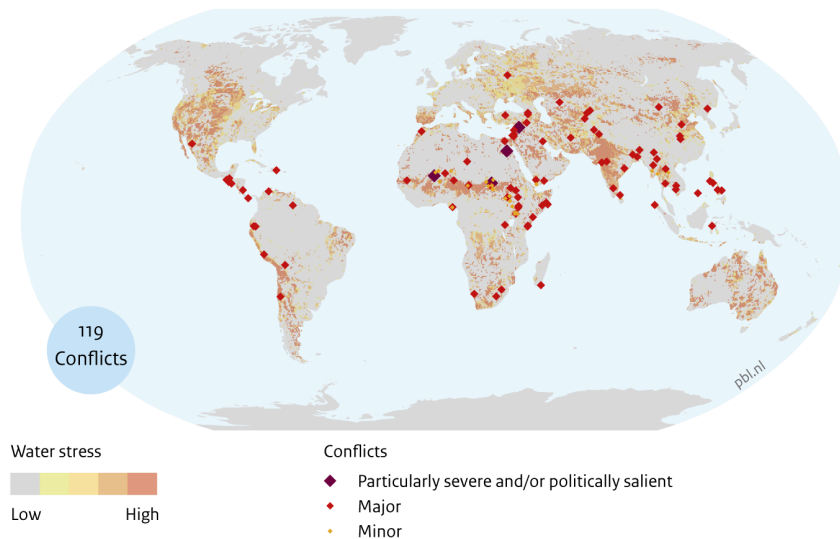 119
Conflicts
pbl.nl
Water stress
Low High
Conflicts
Particularly severe and/or politically salient
Major
Minor